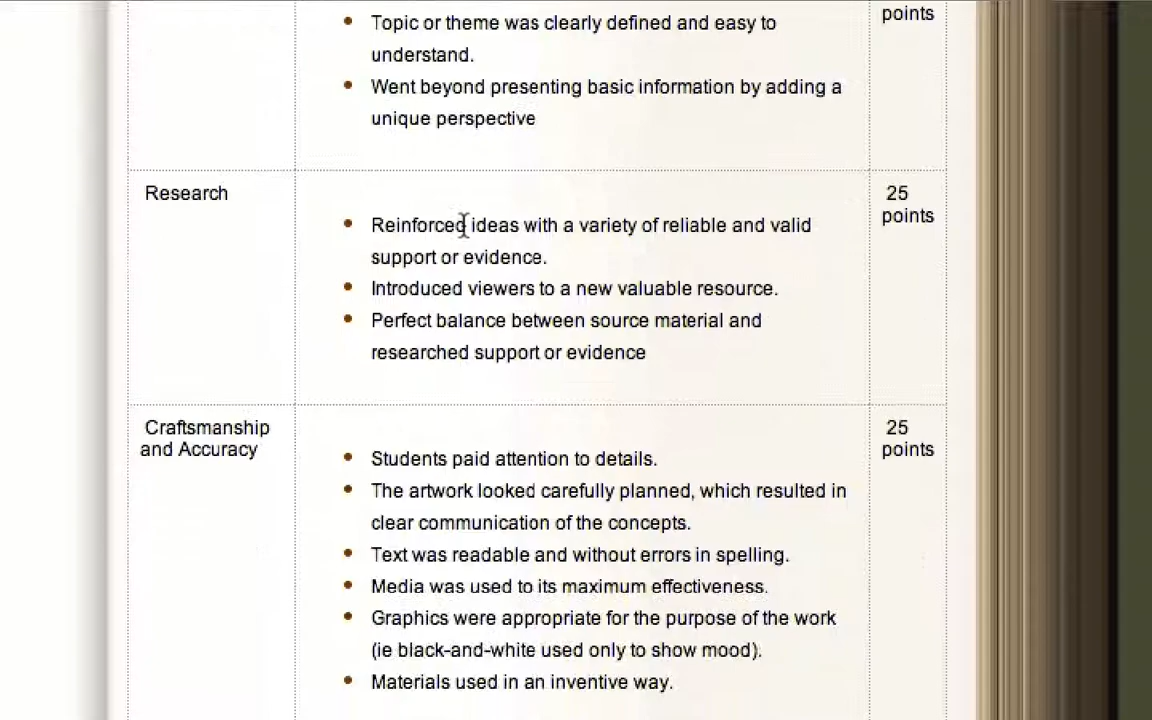 points
Topic or theme was clearly defined and easy to
understand.
Went beyond presenting basic information by adding a
unique perspective
Research
25
points
Reinforced ideas with a variety of reliable and valid
support or evidence.
Introduced viewers to a new valuable resource.
Perfect balance between source material and
researched support or evidence
Craftsmanship
and Accuracy
25
points
Students paid attention to details.
The artwork looked carefully planned, which resulted in
clear communication of the concepts.
Text was readable and without errors in spelling.
Media was used to its maximum effectiveness.
Graphics were appropriate for the purpose of the work
(ie black-and-white used only to show mood).
Materials used in an inventive way.